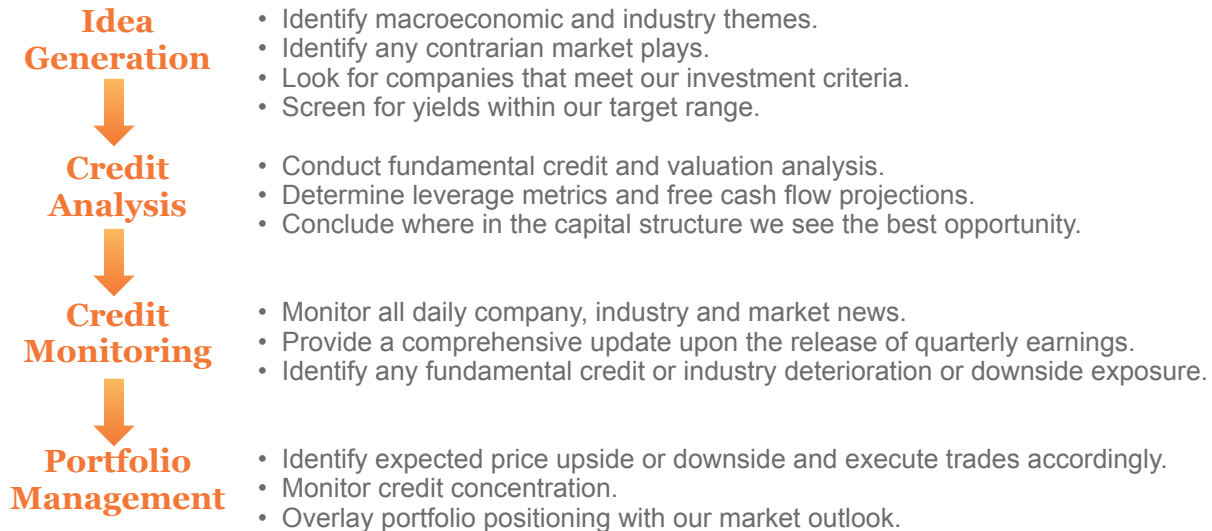 Idea
Generation
• Identify macroeconomic and industry themes.
• Identify any contrarian market plays.
• Look for companies that meet our investment criteria.
• Screen for yields within our target range.
Credit
Analysis
• Conduct fundamental credit and valuation analysis.
• Determine leverage metrics and free cash flow projections.
• Conclude where in the capital structure we see the best opportunity.
Credit
Monitoring
• Monitor all daily company, industry and market news.
• Provide a comprehensive update upon the release of quarterly earnings.
• Identify any fundamental credit or industry deterioration or downside exposure.
Portfolio
Management
• Identify expected price upside or downside and execute trades accordingly.
• Monitor credit concentration.
• Overlay portfolio positioning with our market outlook.